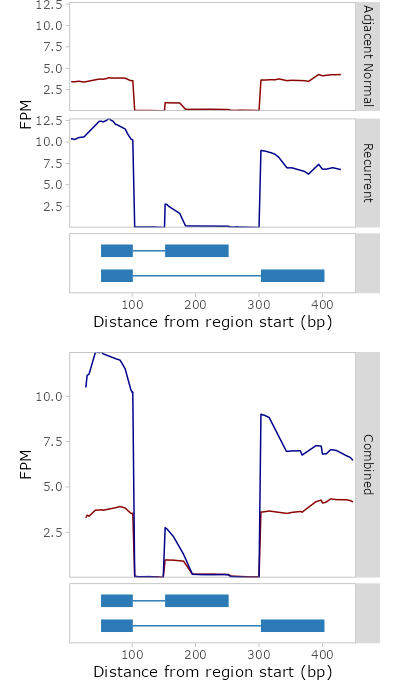 12.5
10.0
7.5
5.0
2.5
Adjacent Normal
FPM
12.5
10.0
7.5
5.0
2.5
Recurrent
100 200 300 400
Distance from region start (bp)
10.0
7.5
5.0
2.5
FPM
Combined
100 200 300 400
Distance from region start (bp)